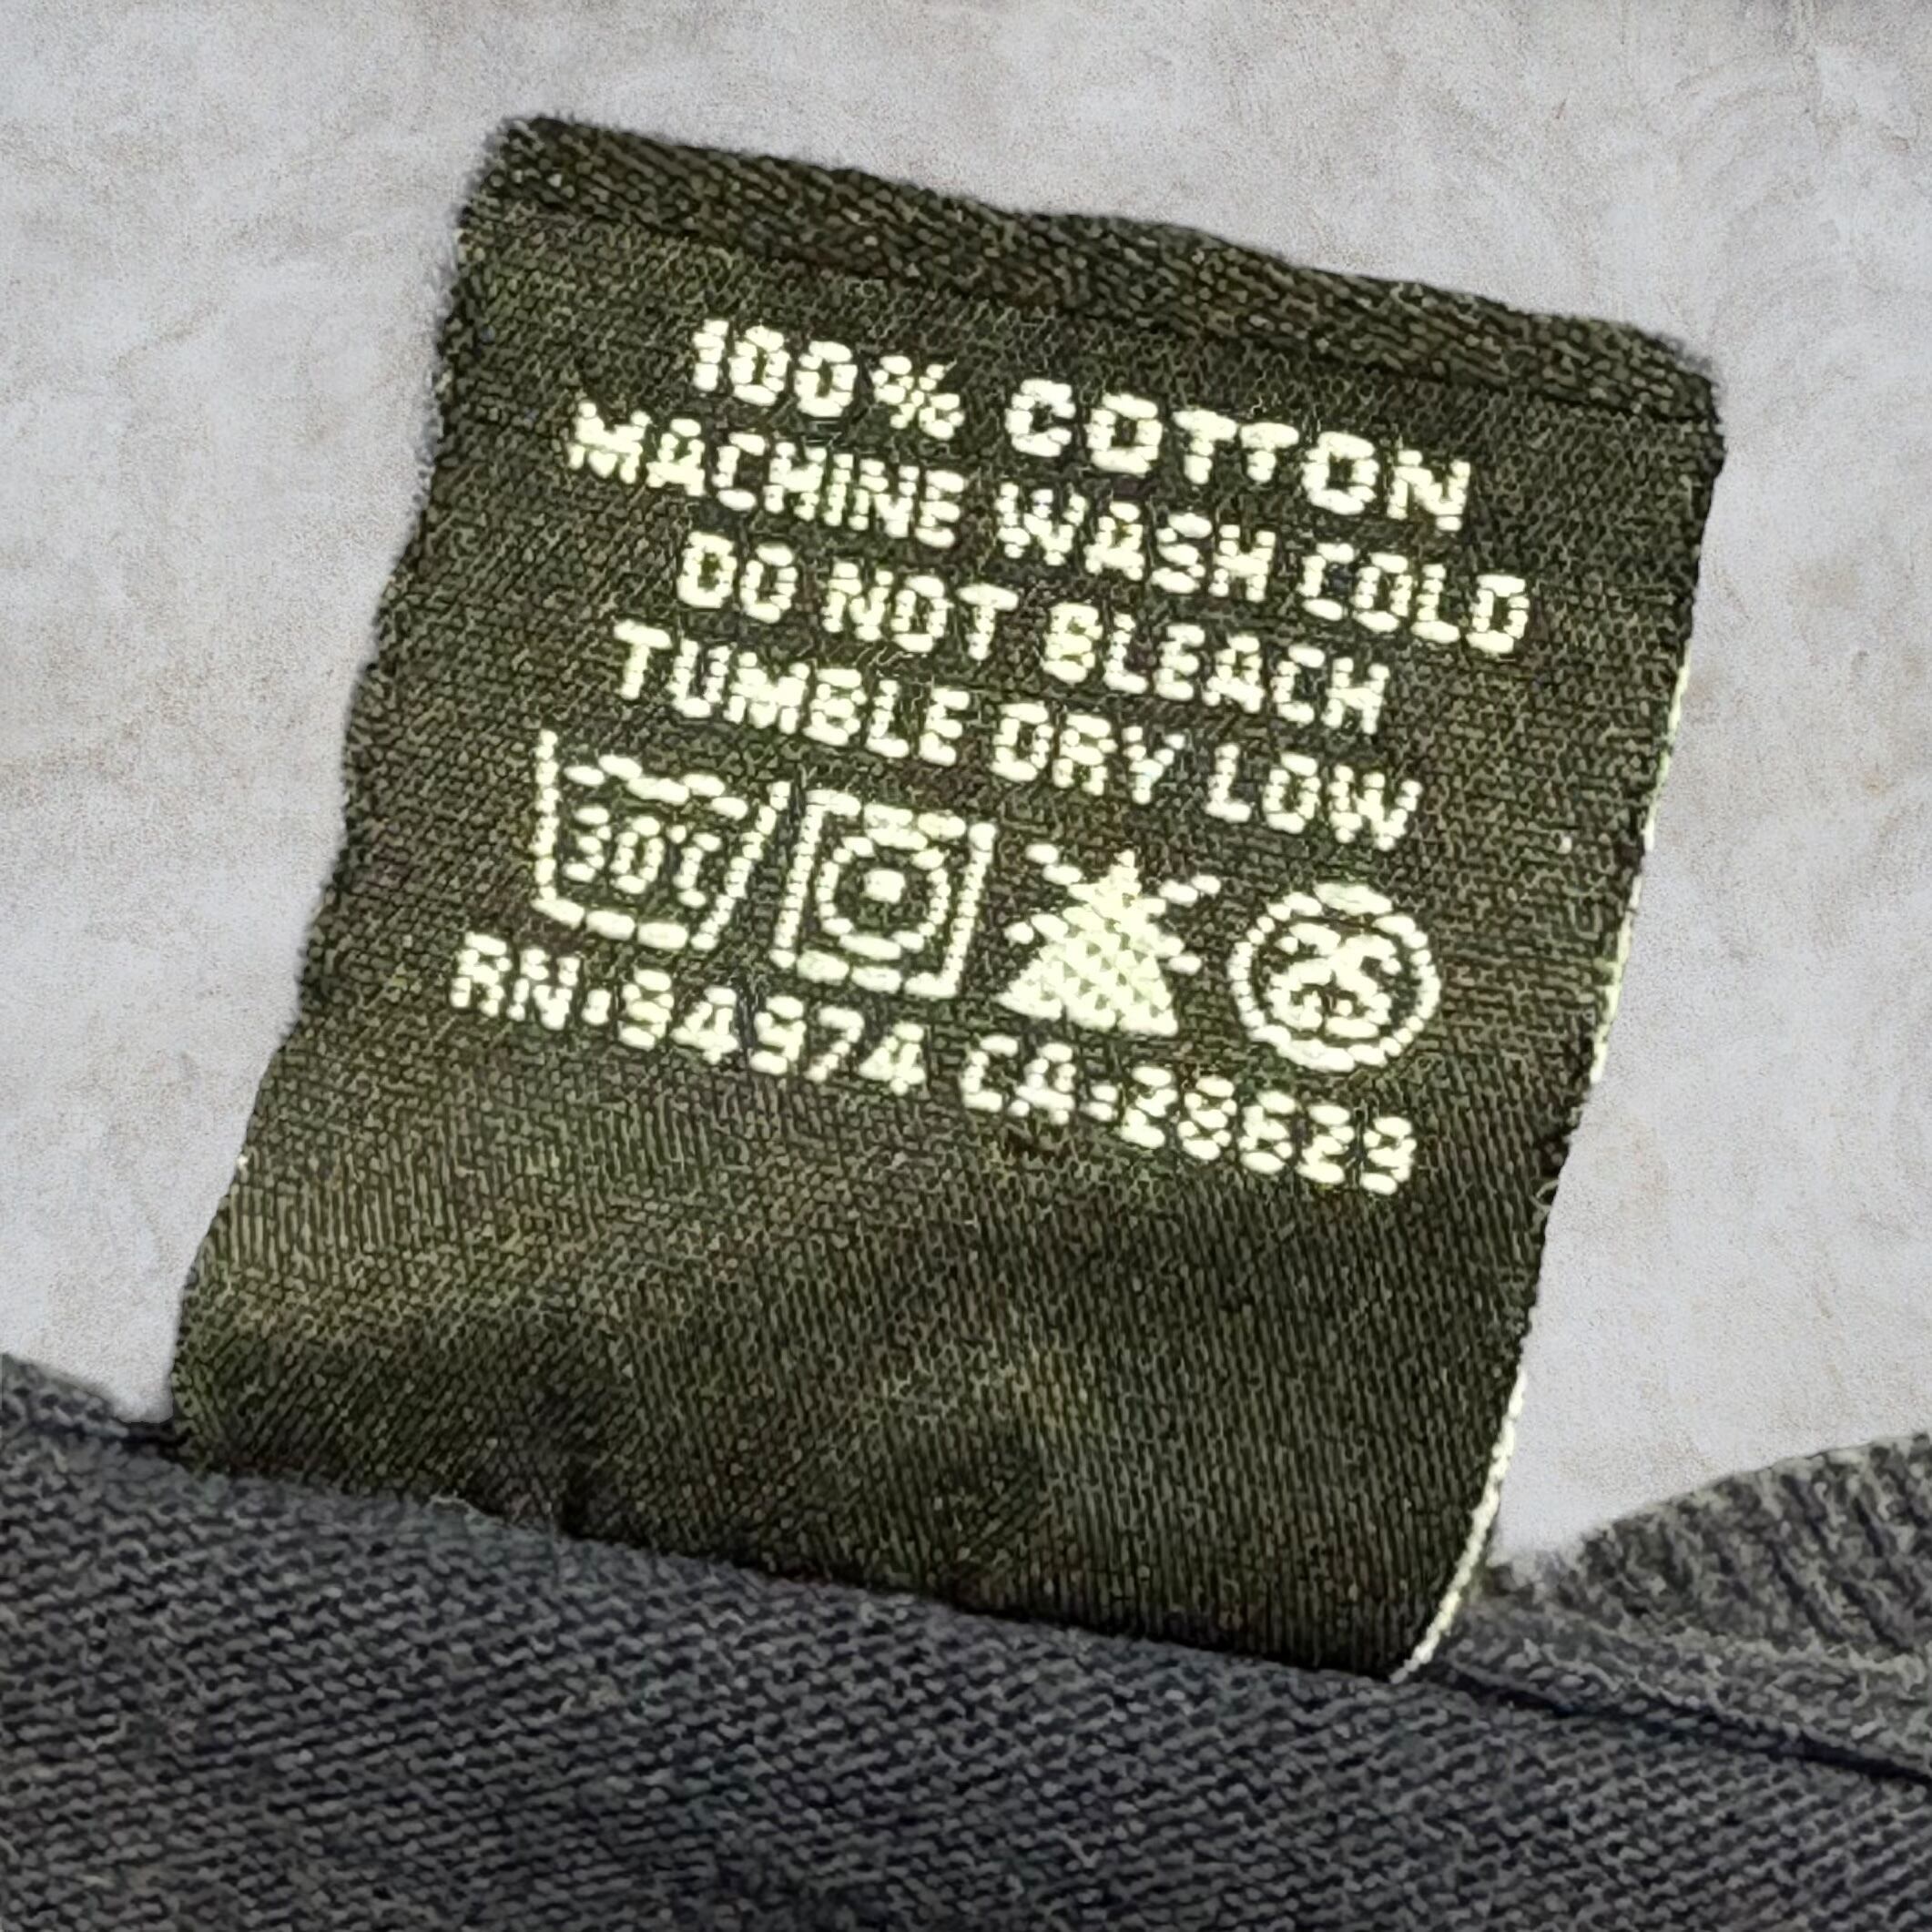 100% COTTON
MACHINE WASH COLD
DO NOT BLEACH
TUMBLE DRY LOW
30°C
RN:94974 CA:28629